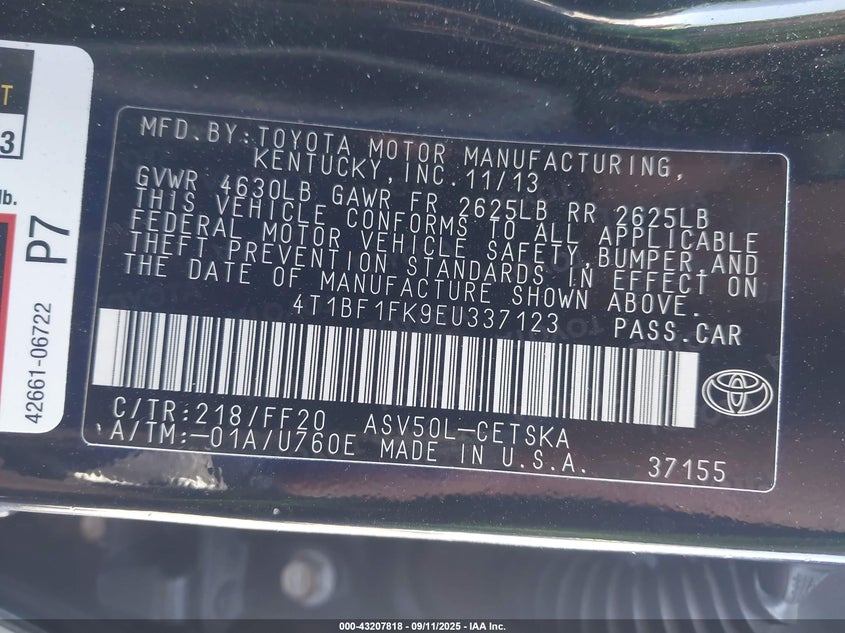 T
3
lb.
P7
42661-06722
MFD.BY:TOYOTA MOTOR MANUFACTURING,
KENTUCKY,INC.11/13
GVWR 4630LB GAWR FR 2625LB RR 2625LB
THIS VEHICLE CONFORMS TO ALL APPLICABLE
FEDERAL MOTOR VEHICLE SAFETY,BUMPER,AND
THEFT PREVENTION STANDARDS IN EFFECT ON
THE DATE OF MANUFACTURE SHOWN ABOVE.
4T1BF1FK9EU337123 PASS.CAR
C/TR:218/FF20 ASV50L-CETSKA
A/TM:-01A/U760E MADE IN U.S.A. 37155
000-43207818 - 09/11/2025 - IAA Inc.